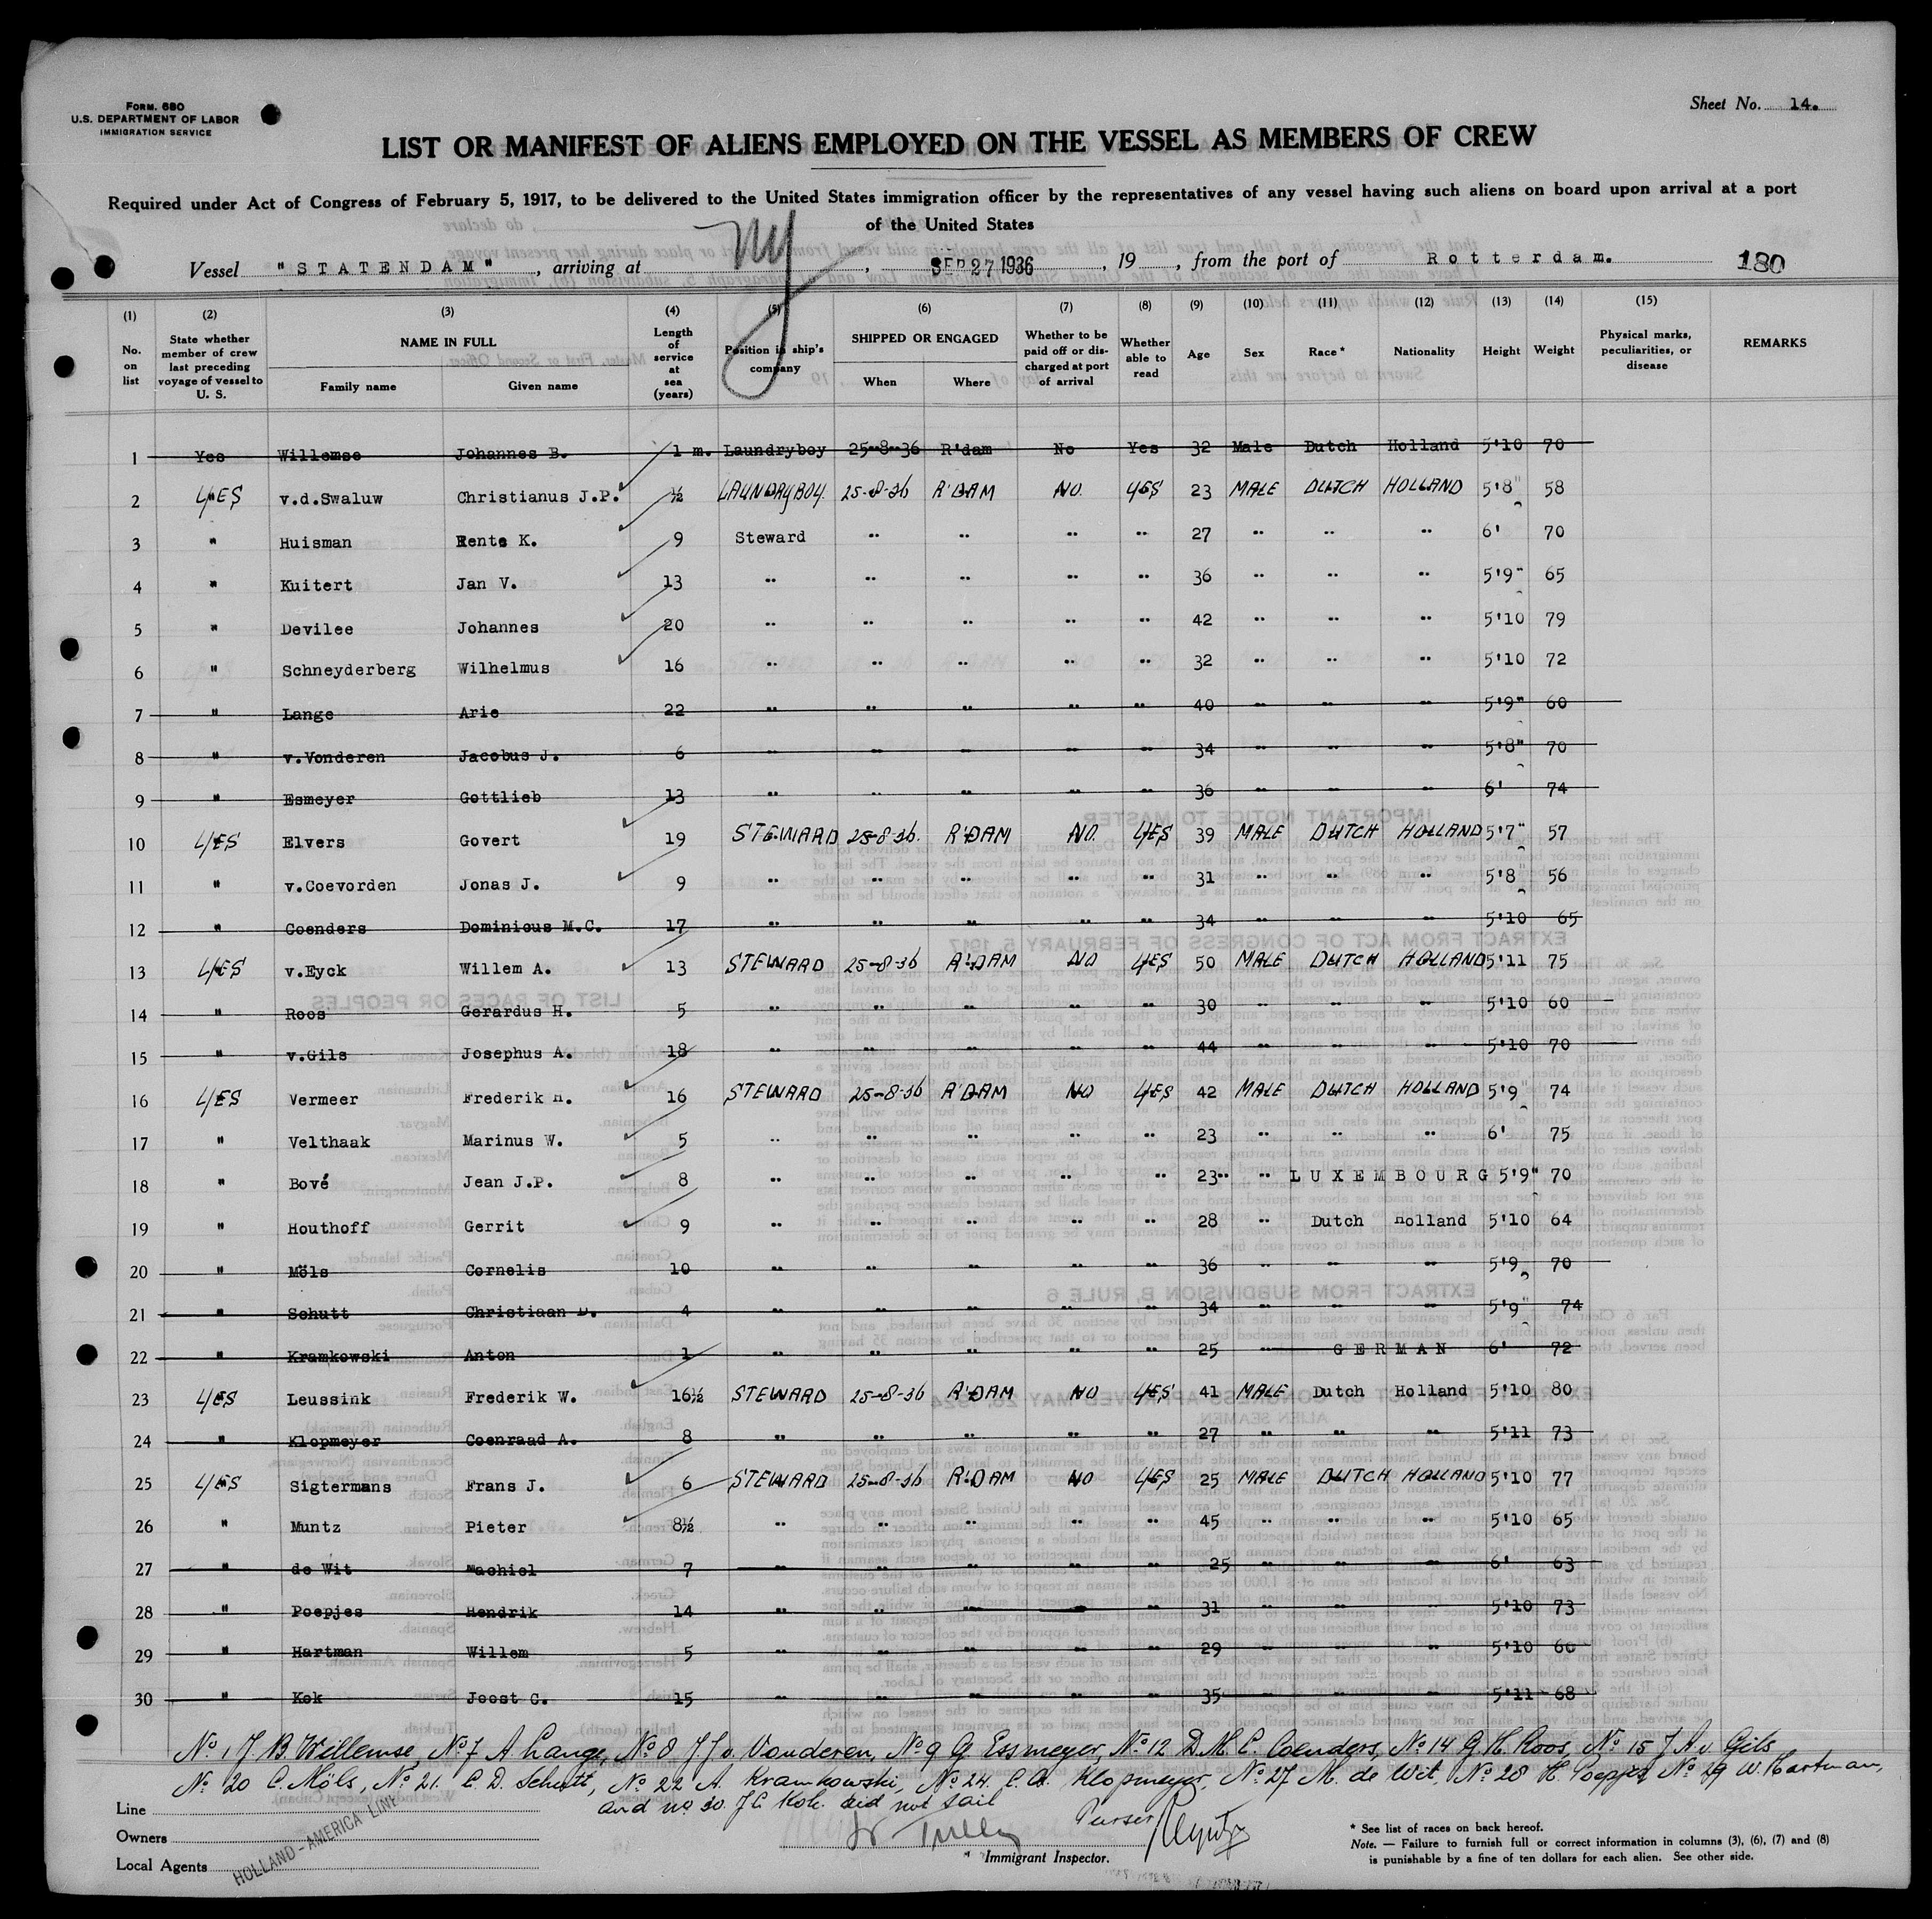 Form. 680
U.S. DEPARTMENT OF LABOR
IMMIGRATION SERVICE
Sheet No. 14.
LIST OR MANIFEST OF ALIENS EMPLOYED ON THE VESSEL AS MEMBERS OF CREW
Required under Act of Congress of February 5, 1917, to be delivered to the United States immigration officer by the representatives of any vessel having such aliens on board upon arrival at a port
of the United States
Vessel "STATENDAM", arriving at NY, SEP 27 1936, 19, from the port of Rotterdam. 180
(1) (2) (3) (4) (5) (6) (7) (8) (9) (10) (11) (12) (13) (14) (15)
No. on list
State whether member of crew last preceding voyage of vessel to U. S.
NAME IN FULL
Family name Given name
Length of service at sea (years)
Position in ship's company
SHIPPED OR ENGAGED
When Where
Whether to be paid off or discharged at port of arrival
Whether able to read
Age Sex Race* Nationality Height Weight
Physical marks, peculiarities, or disease
REMARKS
1 Yes Willemse Johannes B. 1 m. Laundryboy 25-8-36 R'dam No Yes 32 Male Dutch Holland 5'10 70
2 YES v.d.Swaluw Christianus J.P. ½ LAUNDRYBOY. 25-8-36 R'DAM NO. YES 23 MALE DUTCH HOLLAND 5'8" 58
3 " Huisman Rente K. 9 Steward " " " " 27 " " " 6' 70
4 " Kuitert Jan V. 13 " " " " " 36 " " " 5'9" 65
5 " Devilee Johannes 20 " " " " " 42 " " " 5'10 79
6 " Schneyderberg Wilhelmus 16 " " " " " 32 " " " 5'10 72
7 " Lange Arie 22 " " " " " 40 " " " 5'9" 60
8 " v.Vonderen Jacobus J. 6 " " " " " 34 " " " 5'8" 70
9 " Esmeyer Gottlieb 13 " " " " " 36 " " " 6' 74
10 YES Elvers Govert 19 STEWARD 25-8-36. R'DAM NO. YES 39 MALE DUTCH HOLLAND 5'7" 57
11 " v.Coevorden Jonas J. 9 " " " " " 31 " " " 5'8" 56
12 " Coenders Dominicus M.C. 17 " " " " " 34 " " " 5'10 65
13 YES v.Eyck Willem A. 13 STEWARD 25-8-36 R'DAM NO YES 50 MALE DUTCH HOLLAND 5'11 75
14 " Roos Gerardus H. 5 " " " " " 30 " " " 5'10 60
15 " v.Gils Josephus A. 18 " " " " " 44 " " " 5'10 70
16 YES Vermeer Frederik H. 16 STEWARD 25-8-36 R'DAM NO YES 42 MALE DUTCH HOLLAND 5'9 74
17 " Velthaak Marinus W. 5 " " " " " 23 " " " 6' 75
18 " Bové Jean J.P. 8 " " " " " 23 " " LUXEMBOURG 5'9" 70
19 " Houthoff Gerrit 9 " " " " " 28 " Dutch Holland 5'10 64
20 " Möls Cornelis 10 " " " " " 36 " " " 5'9 70
21 " Schutt Christiaan D. 4 " " " " " 34 " " " 5'9" 74
22 " Kramkowski Anton 1 " " " " " 25 " GERMAN 6' 72
23 YES Leussink Frederik W. 16½ STEWARD 25-8-36 R'DAM NO YES 41 MALE Dutch Holland 5'10 80
24 " Klopmeyer Coenraad A. 8 " " " " " 27 " " " 5'11 73
25 YES Sigtermans Frans J. 6 STEWARD 25-8-36 R'DAM NO YES 25 MALE DUTCH HOLLAND 5'10 77
26 " Muntz Pieter 8½ " " " " " 45 " " " 5'10 65
27 " de Wit Machiel 7 " " " " " 25 " " " 6' 63
28 " Poepjes Hendrik 14 " " " " " 31 " " " 5'10 73
29 " Hartman Willem 5 " " " " " 29 " " " 5'10 60
30 " Kok Joost C. 15 " " " " " 35 " " " 5'11 68
No 1 J. B. Willemse, No 7 A Lange, No 8 J J v. Vonderen, No 9 G. Essmeyer, No 12 D. M. C. Coenders, No 14 G H. Roos, No 15 J A v. Gils
No 20 C. Möls, No 21. C. D. Schutt, No 22 A. Kramkowski, No 24. C. A. Klopmeyer, No 27 M. de Wit, No 28 H. Poepjes No 29 W. Hartman,
and no 30. J C Kok. did not sail
Purser
Line
Owners
Local Agents
HOLLAND-AMERICA LINE
Immigrant Inspector.
* See list of races on back hereof.
Note. — Failure to furnish full or correct information in columns (3), (6), (7) and (8)
is punishable by a fine of ten dollars for each alien. See other side.